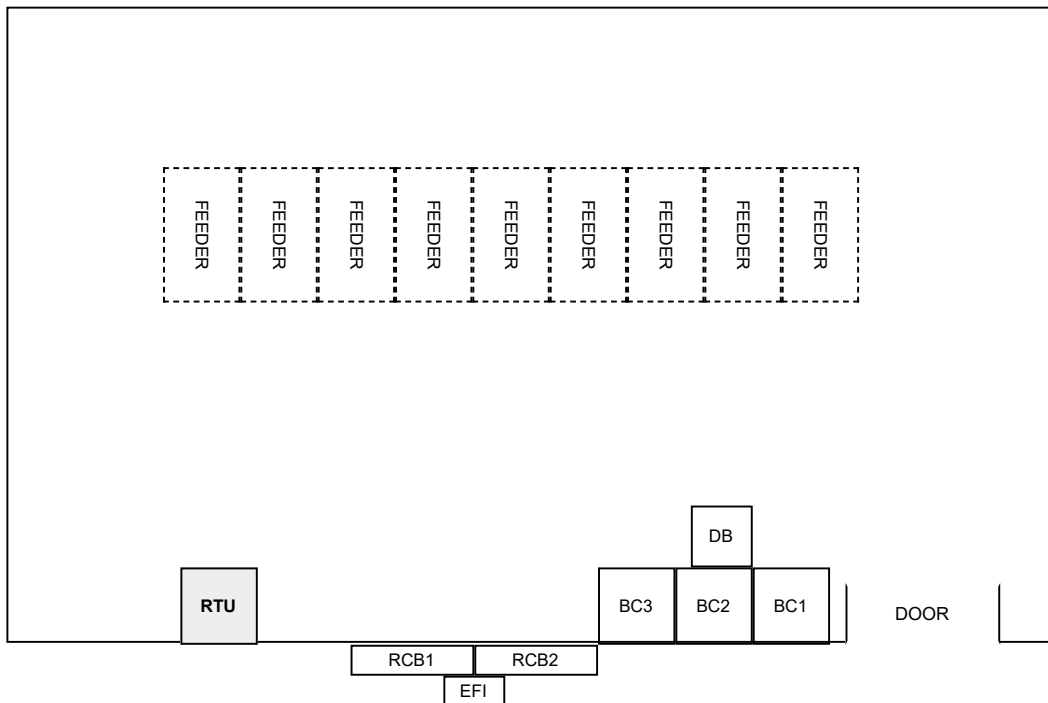 FEEDER
FEEDER
FEEDER
FEEDER
FEEDER
FEEDER
FEEDER
FEEDER
FEEDER
DB
RTU
BC3
BC2
BC1
DOOR
RCB1
RCB2
EFI